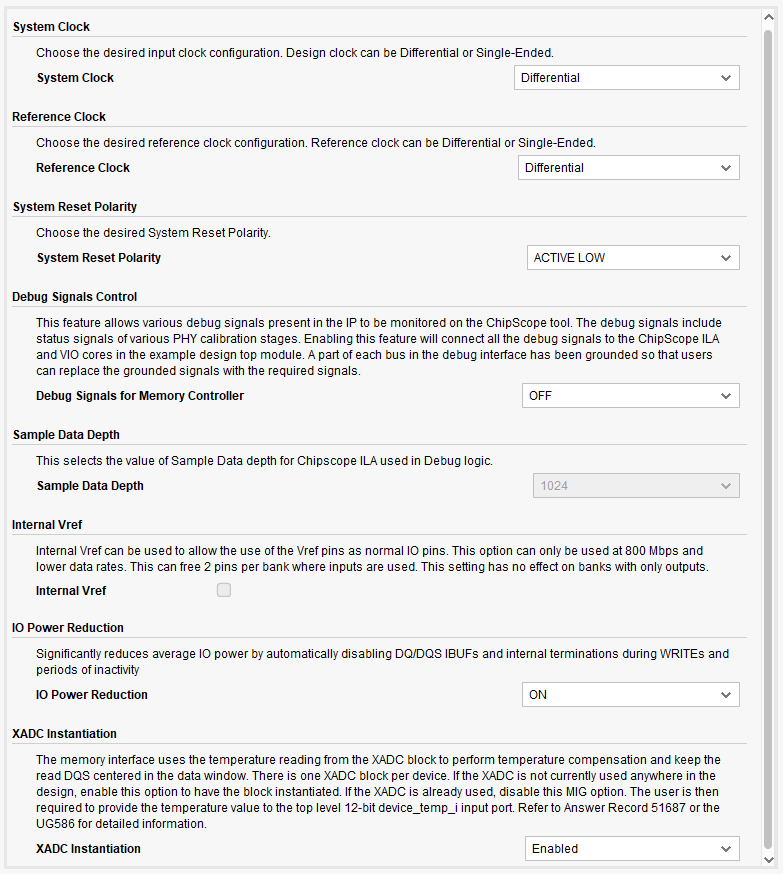 System Clock
Choose the desired input clock configuration. Design clock can be Differential or Single-Ended.
System Clock
Differential
Reference Clock
Choose the desired reference clock configuration. Reference clock can be Differential or Single-Ended.
Reference Clock
Differential
System Reset Polarity
Choose the desired System Reset Polarity.
System Reset Polarity
ACTIVE LOW
Debug Signals Control
This feature allows various debug signals present in the IP to be monitored on the ChipScope tool. The debug signals include
status signals of various PHY calibration stages. Enabling this feature will connect all the debug signals to the ChipScope ILA
and VIO cores in the example design top module. A part of each bus in the debug interface has been grounded so that users
can replace the grounded signals with the required signals.
Debug Signals for Memory Controller
OFF
Sample Data Depth
This selects the value of Sample Data depth for Chipscope ILA used in Debug logic.
Sample Data Depth
1024
Internal Vref
Internal Vref can be used to allow the use of the Vref pins as normal IO pins. This option can only be used at 800 Mbps and
lower data rates. This can free 2 pins per bank where inputs are used. This setting has no effect on banks with only outputs.
Internal Vref
IO Power Reduction
Significantly reduces average IO power by automatically disabling DQ/DQS IBUFs and internal terminations during WRITEs and
periods of inactivity
IO Power Reduction
ON
XADC Instantiation
The memory interface uses the temperature reading from the XADC block to perform temperature compensation and keep the
read DQS centered in the data window. There is one XADC block per device. If the XADC is not currently used anywhere in the
design, enable this option to have the block instantiated. If the XADC is already used, disable this MIG option. The user is then
required to provide the temperature value to the top level 12-bit device_temp_i input port. Refer to Answer Record 51687 or the
UG586 for detailed information.
XADC Instantiation
Enabled